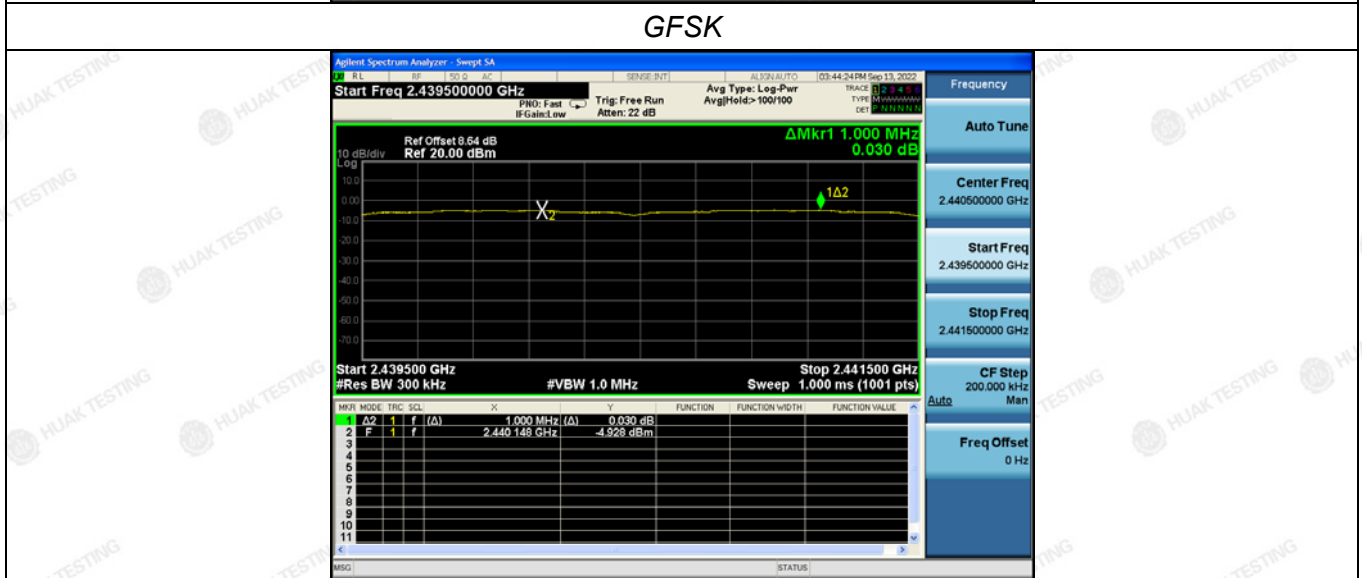 GFSK
Agilent Spectrum Analyzer - Swept SA
RL RF 50 Ω AC SENSE:INT ALIGN AUTO 03:44:24 PM Sep 13, 2022
Start Freq 2.439500000 GHz
PNO: Fast
IFGain:Low
Trig: Free Run
Atten: 22 dB
Avg Type: Log-Pwr
Avg|Hold:> 100/100
TRACE 1 2 3 4 5 6
TYPE M
DET P N N N N N
Ref Offset 8.64 dB
Ref 20.00 dBm
10 dB/div
Log
ΔMkr1 1.000 MHz
0.030 dB
10.0
0.00
-10.0
-20.0
-30.0
-40.0
-50.0
-60.0
-70.0
X2
1Δ2
Start 2.439500 GHz
Stop 2.441500 GHz
#Res BW 300 kHz
#VBW 1.0 MHz
Sweep 1.000 ms (1001 pts)
MKR MODE TRC SCL X Y FUNCTION FUNCTION WIDTH FUNCTION VALUE
1 Δ2 1 f (Δ) 1.000 MHz (Δ) 0.030 dB
2 F 1 f 2.440 148 GHz -4.928 dBm
3
4
5
6
7
8
9
10
11
MSG
STATUS
Frequency
Auto Tune
Center Freq
2.440500000 GHz
Start Freq
2.439500000 GHz
Stop Freq
2.441500000 GHz
CF Step
200.000 kHz
Auto Man
Freq Offset
0 Hz
HUAK TESTING